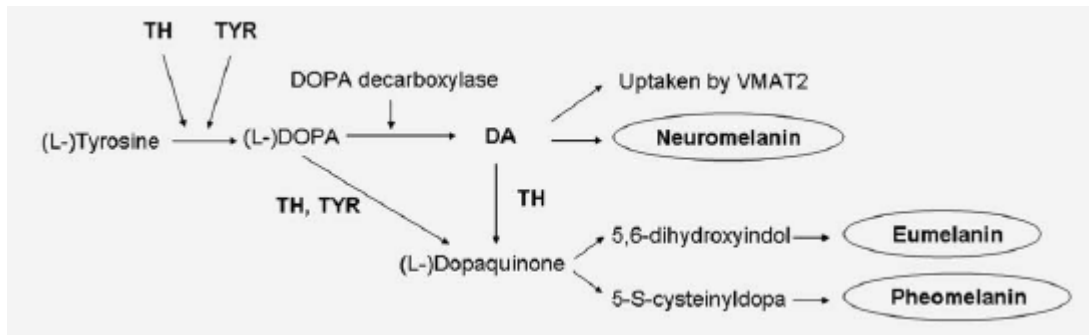 TH TYR
DOPA decarboxylase
Uptaken by VMAT2
(L-)Tyrosine
(L-)DOPA
DA
Neuromelanin
TH, TYR
TH
5,6-dihydroxyindol
Eumelanin
(L-)Dopaquinone
5-S-cysteinyldopa
Pheomelanin